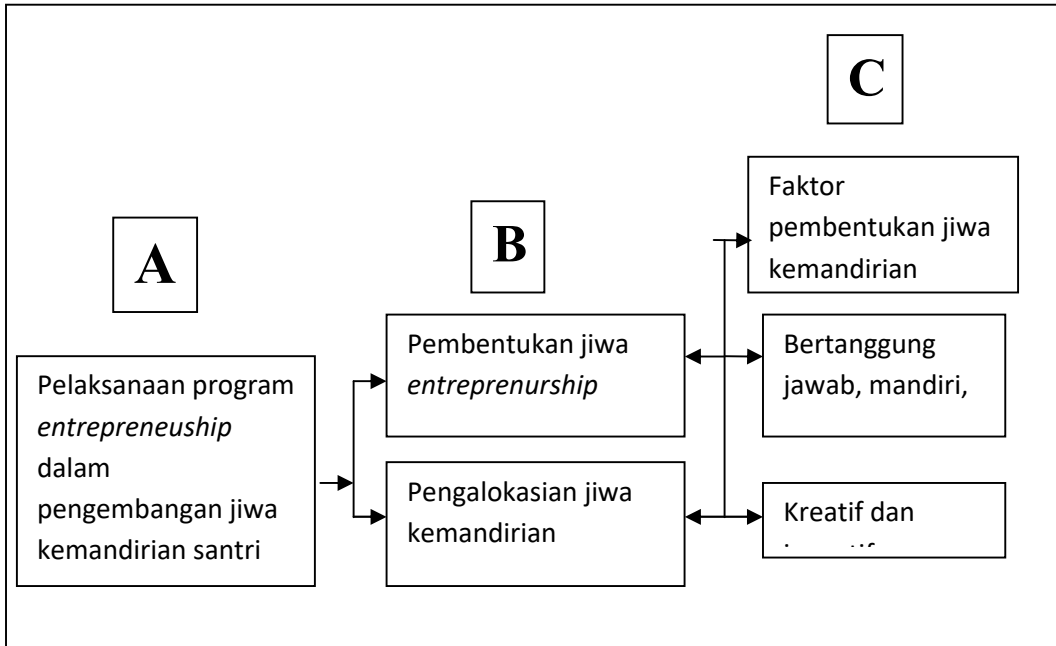 A
Pelaksanaan program
entrepreneuship
dalam
pengembangan jiwa
kemandirian santri
B
Pembentukan jiwa
entreprenurship
Pengalokasian jiwa
kemandirian
C
Faktor
pembentukan jiwa
kemandirian
Bertanggung
jawab, mandiri,
Kreatif dan